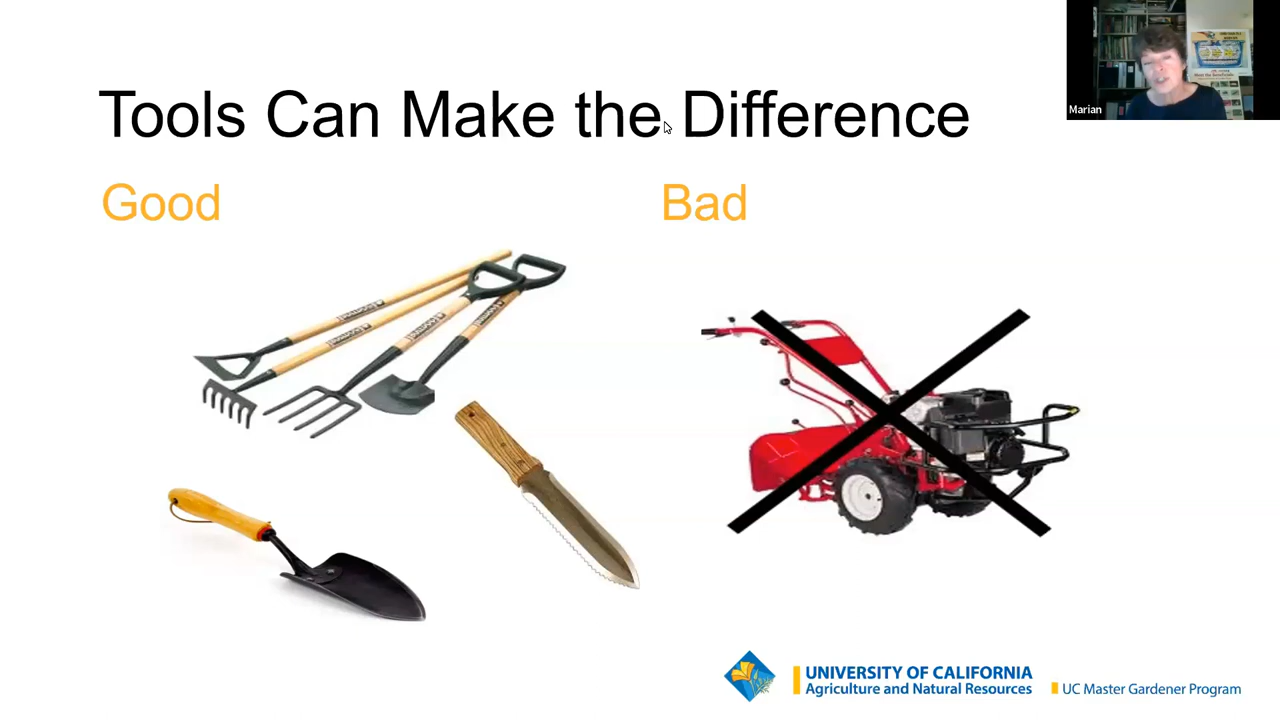 Tools Can Make the Difference
Good
Bad
Marian
UNIVERSITY OF CALIFORNIA
Agriculture and Natural Resources
UC Master Gardener Program